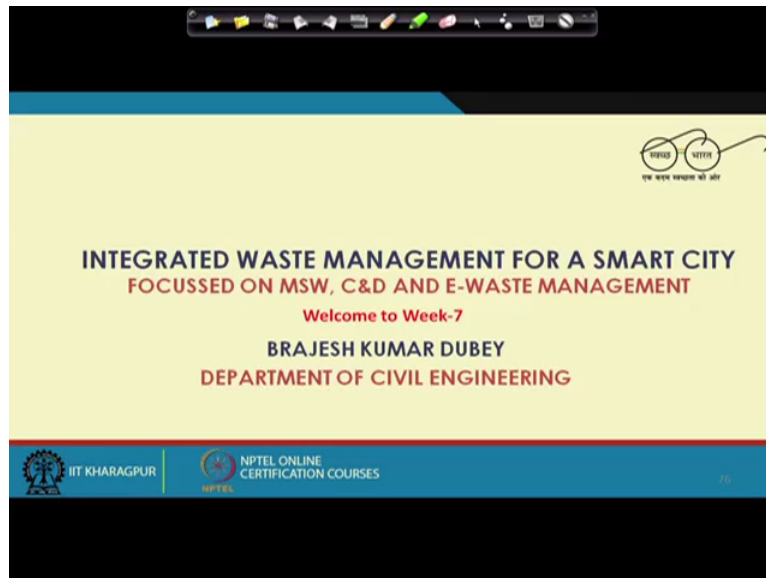 स्वच्छ भारत
एक कदम स्वच्छता की ओर
INTEGRATED WASTE MANAGEMENT FOR A SMART CITY
FOCUSSED ON MSW, C&D AND E-WASTE MANAGEMENT
Welcome to Week-7
BRAJESH KUMAR DUBEY
DEPARTMENT OF CIVIL ENGINEERING
IIT KHARAGPUR
NPTEL ONLINE
CERTIFICATION COURSES
NPTEL
76